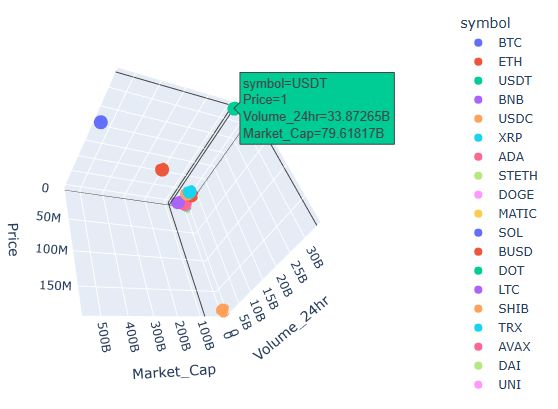 symbol
BTC
ETH
USDT
BNB
USDC
XRP
ADA
STETH
DOGE
MATIC
SOL
BUSD
DOT
LTC
SHIB
TRX
AVAX
DAI
UNI
symbol=USDT
Price=1
Volume_24hr=33.87265B
Market_Cap=79.61817B
0
50M
100M
150M
Price
500B
400B
300B
200B
100B
0
Market_Cap
0
5B
10B
15B
20B
25B
30B
Volume_24hr